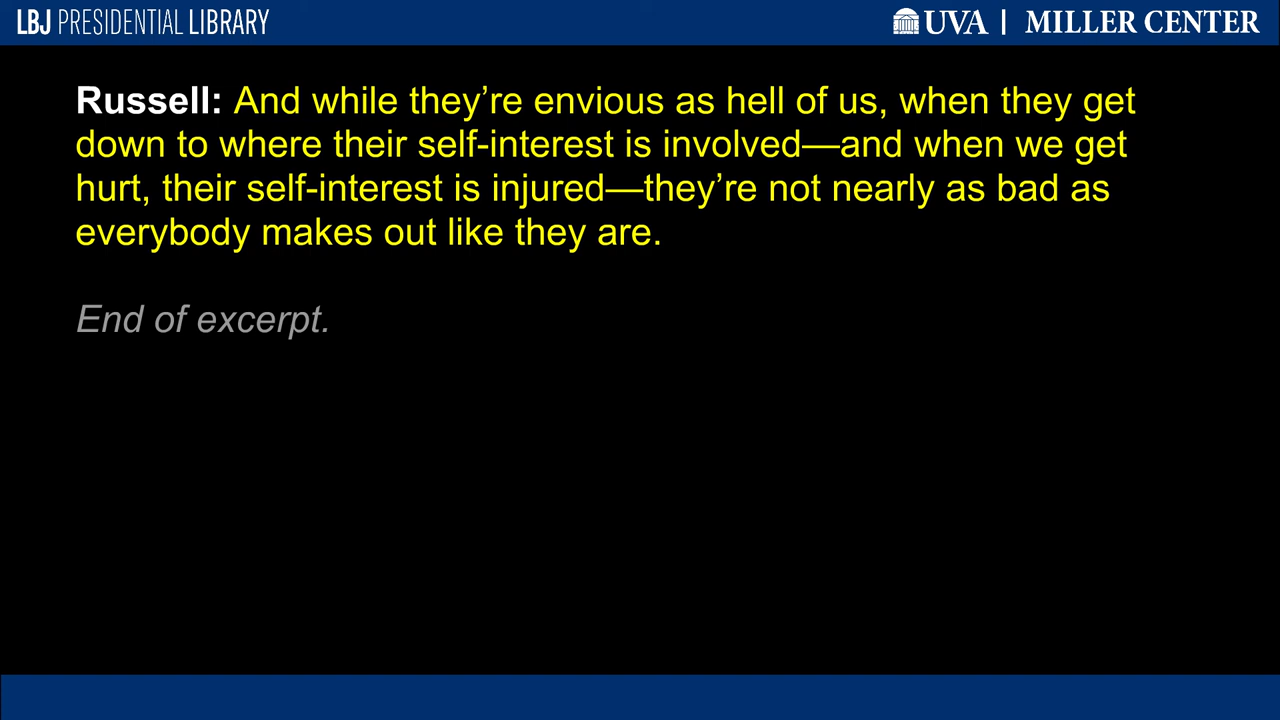 LBJ PRESIDENTIAL LIBRARY
UVA | MILLER CENTER
Russell: And while they’re envious as hell of us, when they get
down to where their self-interest is involved—and when we get
hurt, their self-interest is injured—they’re not nearly as bad as
everybody makes out like they are.
End of excerpt.